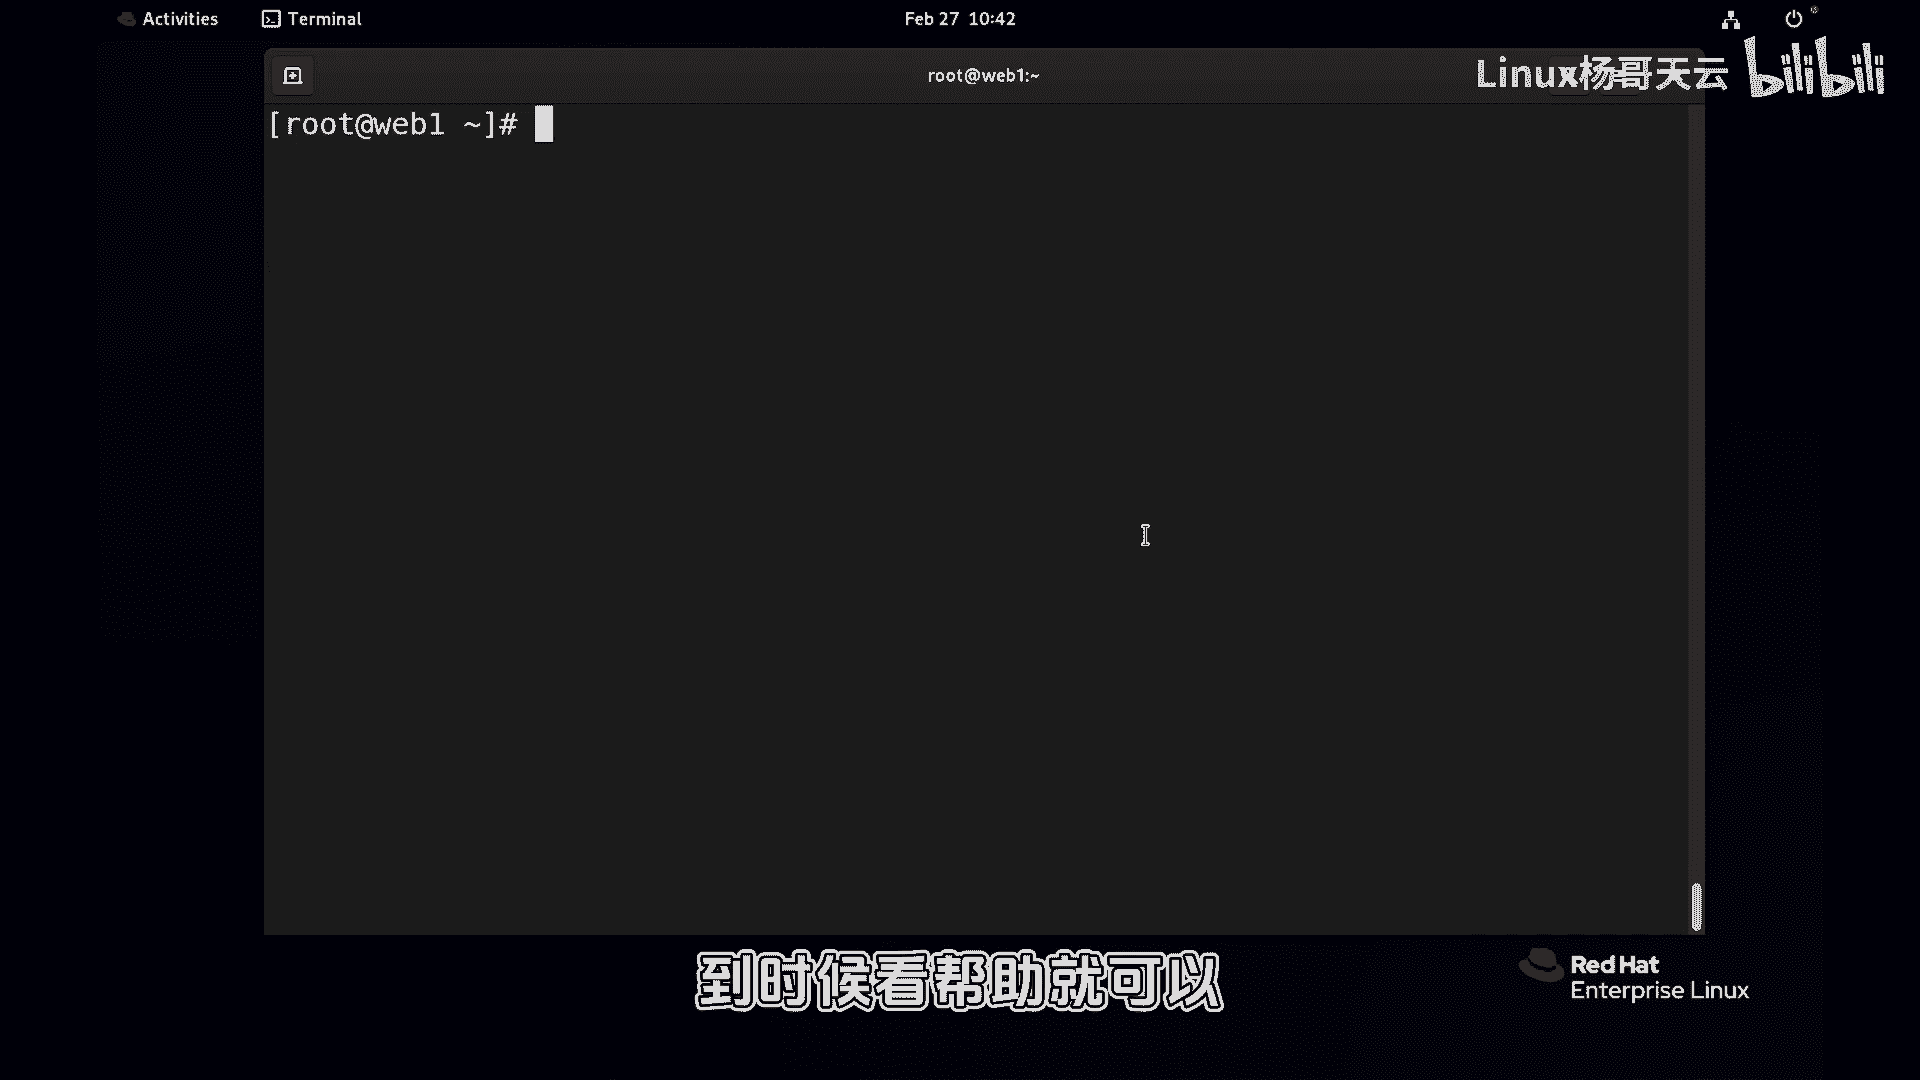 Activities Terminal Feb 27 10:42
root@web1:~
Linux杨哥天云 bilibili
[root@web1 ~]#
到时候看帮助就可以
Red Hat
Enterprise Linux